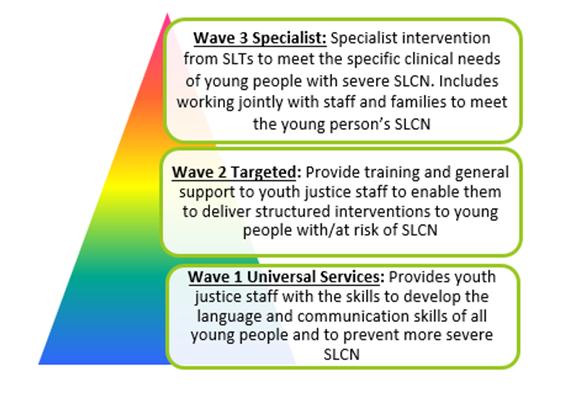 Wave 3 Specialist: Specialist intervention
from SLTs to meet the specific clinical needs
of young people with severe SLCN. Includes
working jointly with staff and families to meet
the young person’s SLCN
Wave 2 Targeted: Provide training and general
support to youth justice staff to enable them
to deliver structured interventions to young
people with/at risk of SLCN
Wave 1 Universal Services: Provides youth
justice staff with the skills to develop the
language and communication skills of all
young people and to prevent more severe
SLCN